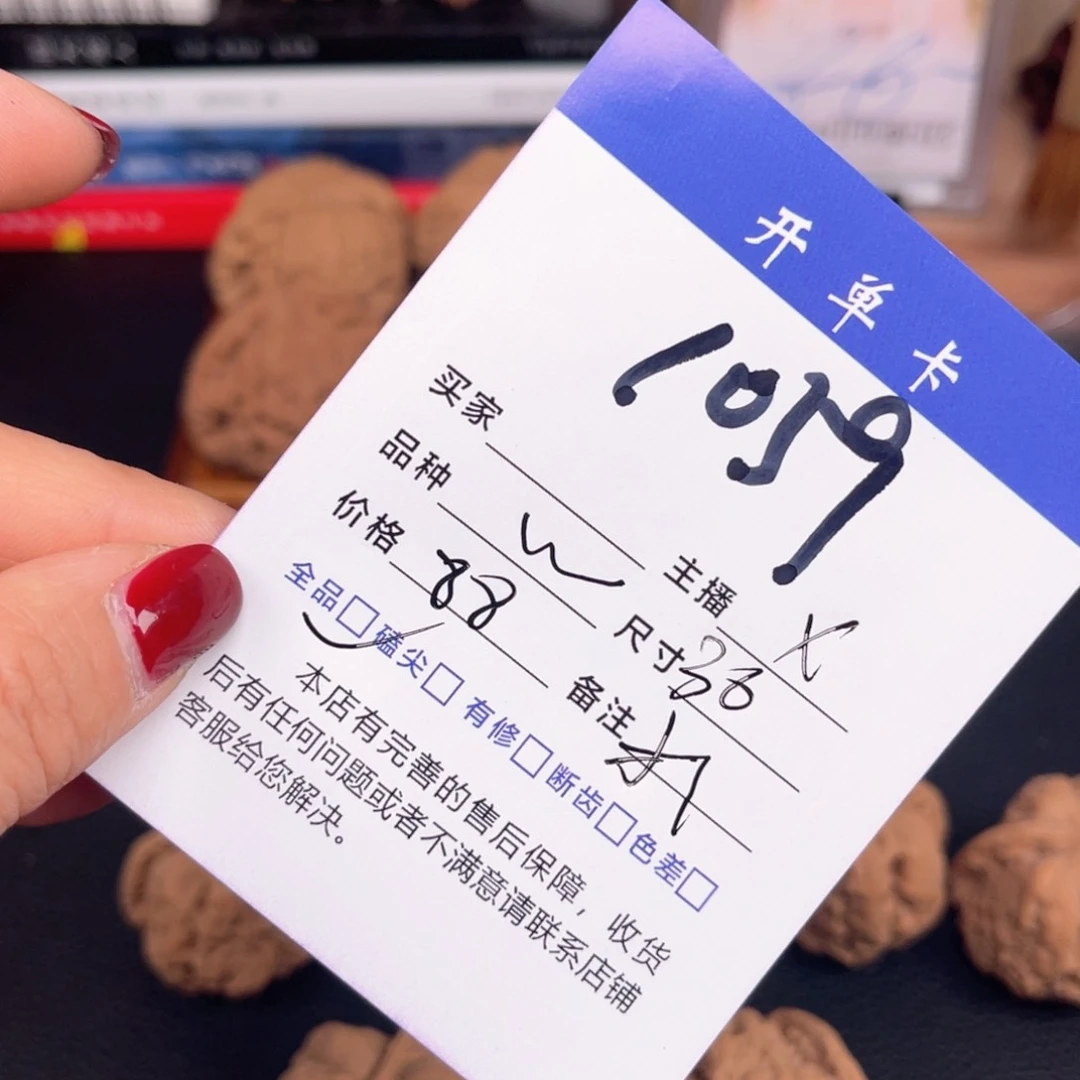 开单卡
1059
买家
主播 X
品种 W
尺寸 36
价格 88
备注
全品☐ 磕尖☐ 有修☐ 断齿☐ 色差☐
本店有完善的售后保障，收货
后有任何问题或者不满意请联系店铺
客服给您解决。